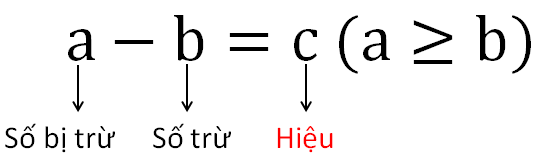 a − b = c (a ≥ b)
Số bị trừ Số trừ Hiệu